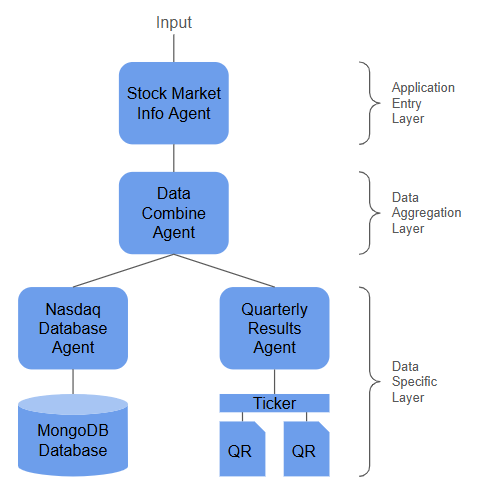 Input
Stock Market
Info Agent
Application
Entry
Layer
Data
Combine
Agent
Data
Aggregation
Layer
Nasdaq
Database
Agent
Quarterly
Results
Agent
Data
Specific
Layer
MongoDB
Database
Ticker
QR
QR